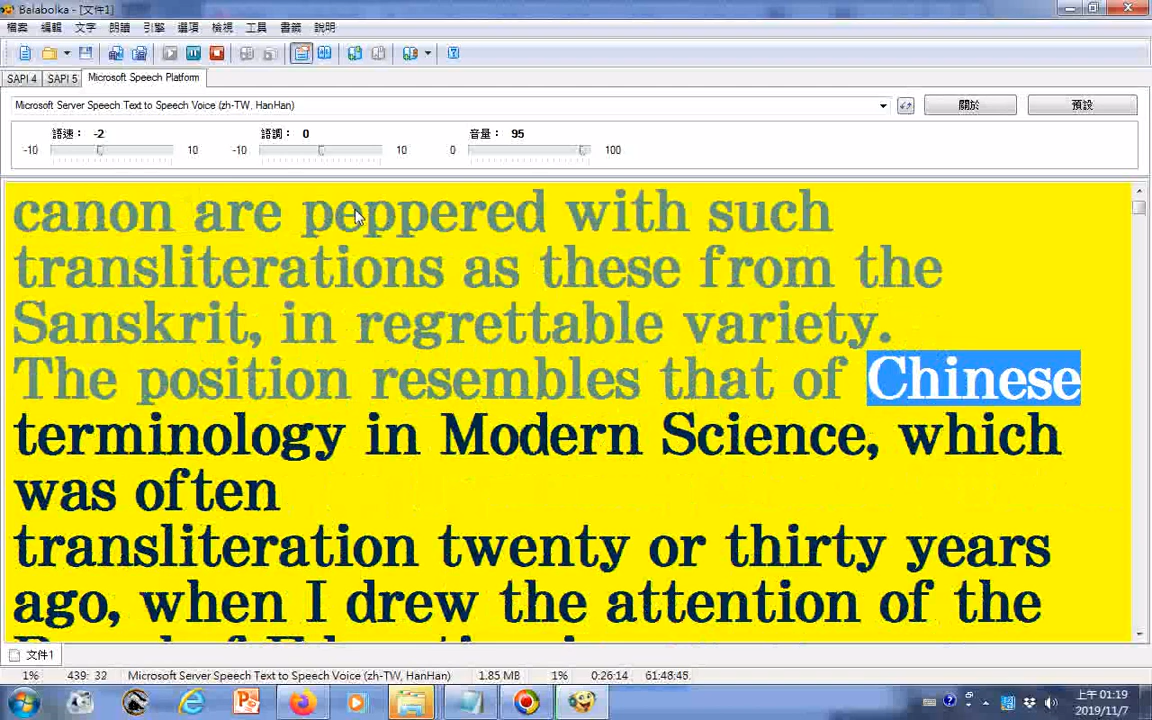 Balabolka - [文件1]
檔案 編輯 文字 朗讀 引擎 選項 檢視 工具 書籤 說明
SAPI 4 SAPI 5 Microsoft Speech Platform
Microsoft Server Speech Text to Speech Voice (zh-TW, HanHan) 關於 預設
語速： -2 語調： 0 音量： 95
-10 10 -10 10 0 100
canon are peppered with such
transliterations as these from the
Sanskrit, in regrettable variety.
The position resembles that of Chinese
terminology in Modern Science, which
was often
transliteration twenty or thirty years
ago, when I drew the attention of the
文件1
1% 439: 32 Microsoft Server Speech Text to Speech Voice (zh-TW, HanHan) 1.85 MB 1% 0:26:14 61:48:45.
上午 01:19
2019/11/7